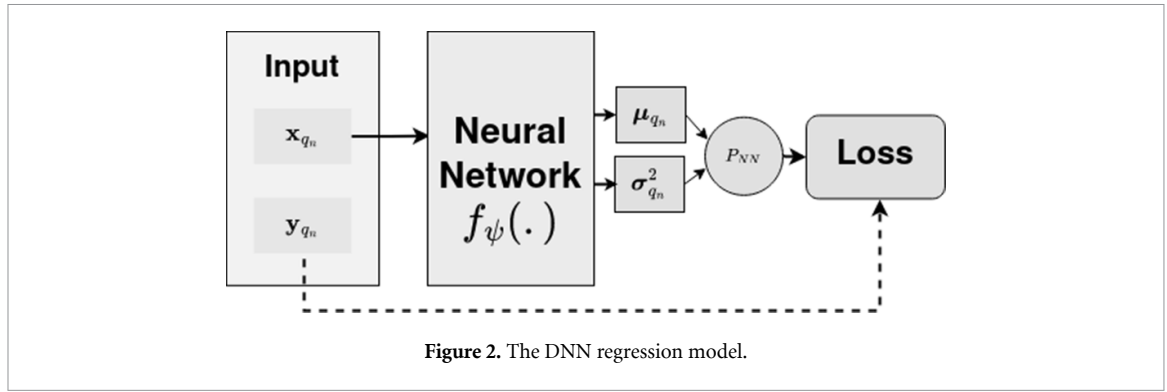 Input
x_{q_n}
y_{q_n}
Neural
Network
f_ψ(.)
μ_{q_n}
σ²_{q_n}
P_{NN}
Loss
Figure 2. The DNN regression model.